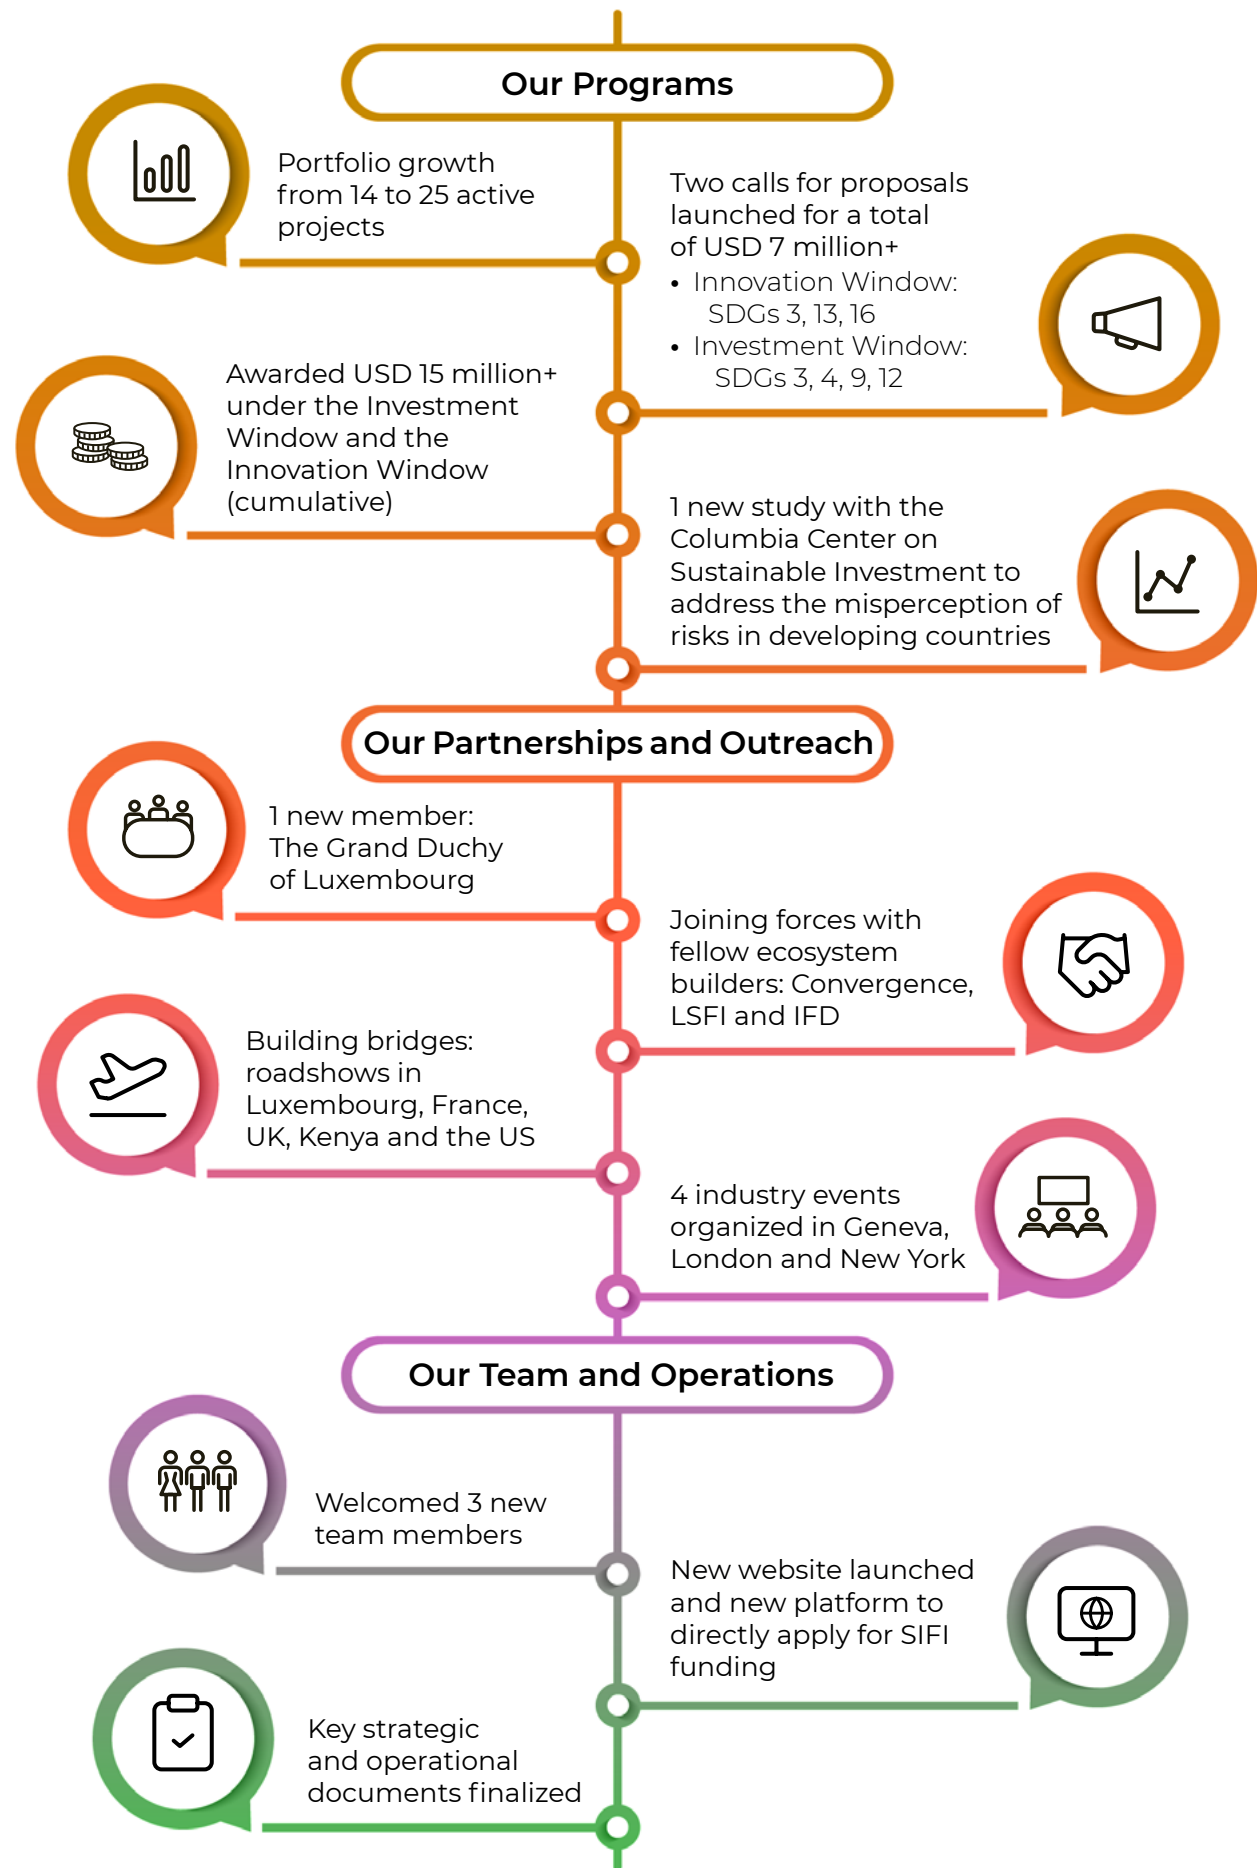 Our Programs
Portfolio growth
from 14 to 25 active
projects
Two calls for proposals
launched for a total
of USD 7 million+
• Innovation Window:
SDGs 3, 13, 16
• Investment Window:
SDGs 3, 4, 9, 12
Awarded USD 15 million+
under the Investment
Window and the
Innovation Window
(cumulative)
1 new study with the
Columbia Center on
Sustainable Investment to
address the misperception of
risks in developing countries
Our Partnerships and Outreach
1 new member:
The Grand Duchy
of Luxembourg
Joining forces with
fellow ecosystem
builders: Convergence,
LSFI and IFD
Building bridges:
roadshows in
Luxembourg, France,
UK, Kenya and the US
4 industry events
organized in Geneva,
London and New York
Our Team and Operations
Welcomed 3 new
team members
New website launched
and new platform to
directly apply for SIFI
funding
Key strategic
and operational
documents finalized